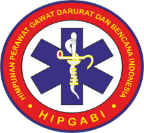 HIMPUNAN PERAWAT GAWAT DARURAT DAN BENCANA INDONESIA
HIPGABI